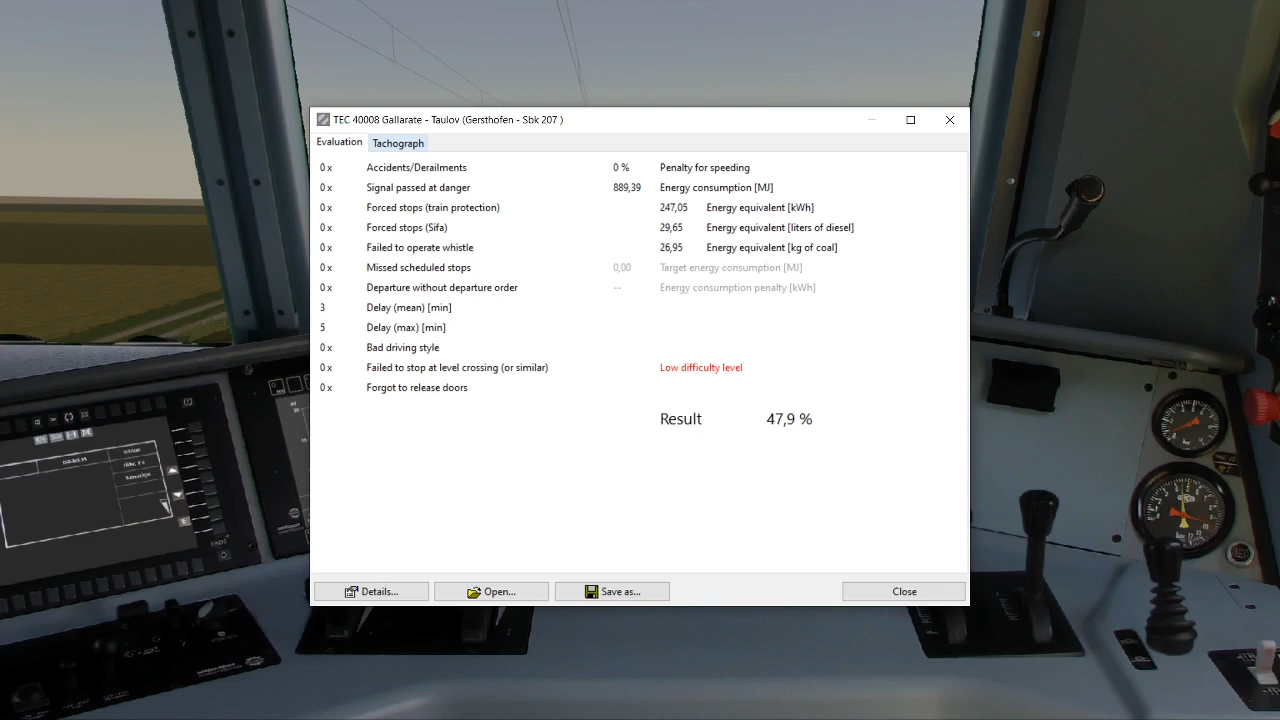 TEC 40008 Gallarate - Taulov (Gersthofen - Sbk 207 )
Evaluation Tachograph
0 x Accidents/Derailments 0 % Penalty for speeding
0 x Signal passed at danger 889,39 Energy consumption [MJ]
0 x Forced stops (train protection) 247,05 Energy equivalent [kWh]
0 x Forced stops (Sifa) 29,65 Energy equivalent [liters of diesel]
0 x Failed to operate whistle 26,95 Energy equivalent [kg of coal]
0 x Missed scheduled stops 0,00 Target energy consumption [MJ]
0 x Departure without departure order -- Energy consumption penalty [kWh]
3 Delay (mean) [min]
5 Delay (max) [min]
0 x Bad driving style
0 x Failed to stop at level crossing (or similar) Low difficulty level
0 x Forgot to release doors
Result 47,9 %
Details... Open... Save as... Close